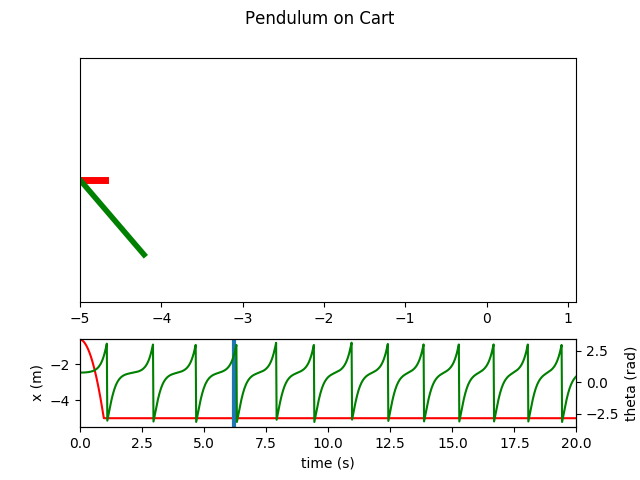 Pendulum on Cart
−5 −4 −3 −2 −1 0 1
x (m)
−2
−4
2.5
0.0
−2.5
theta (rad)
0.0 2.5 5.0 7.5 10.0 12.5 15.0 17.5 20.0
time (s)